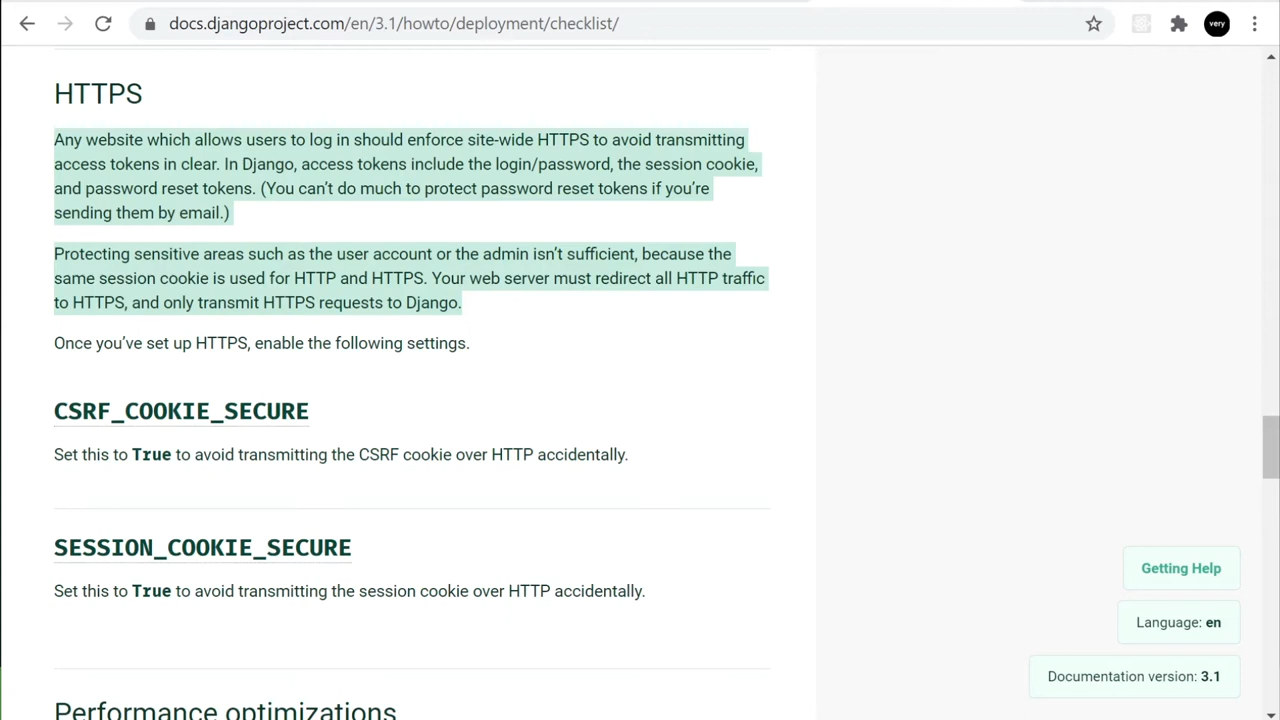 docs.djangoproject.com/en/3.1/howto/deployment/checklist/
very
HTTPS
Any website which allows users to log in should enforce site-wide HTTPS to avoid transmitting
access tokens in clear. In Django, access tokens include the login/password, the session cookie,
and password reset tokens. (You can’t do much to protect password reset tokens if you’re
sending them by email.)
Protecting sensitive areas such as the user account or the admin isn’t sufficient, because the
same session cookie is used for HTTP and HTTPS. Your web server must redirect all HTTP traffic
to HTTPS, and only transmit HTTPS requests to Django.
Once you’ve set up HTTPS, enable the following settings.
CSRF_COOKIE_SECURE
Set this to True to avoid transmitting the CSRF cookie over HTTP accidentally.
SESSION_COOKIE_SECURE
Set this to True to avoid transmitting the session cookie over HTTP accidentally.
Performance optimizations
Getting Help
Language: en
Documentation version: 3.1